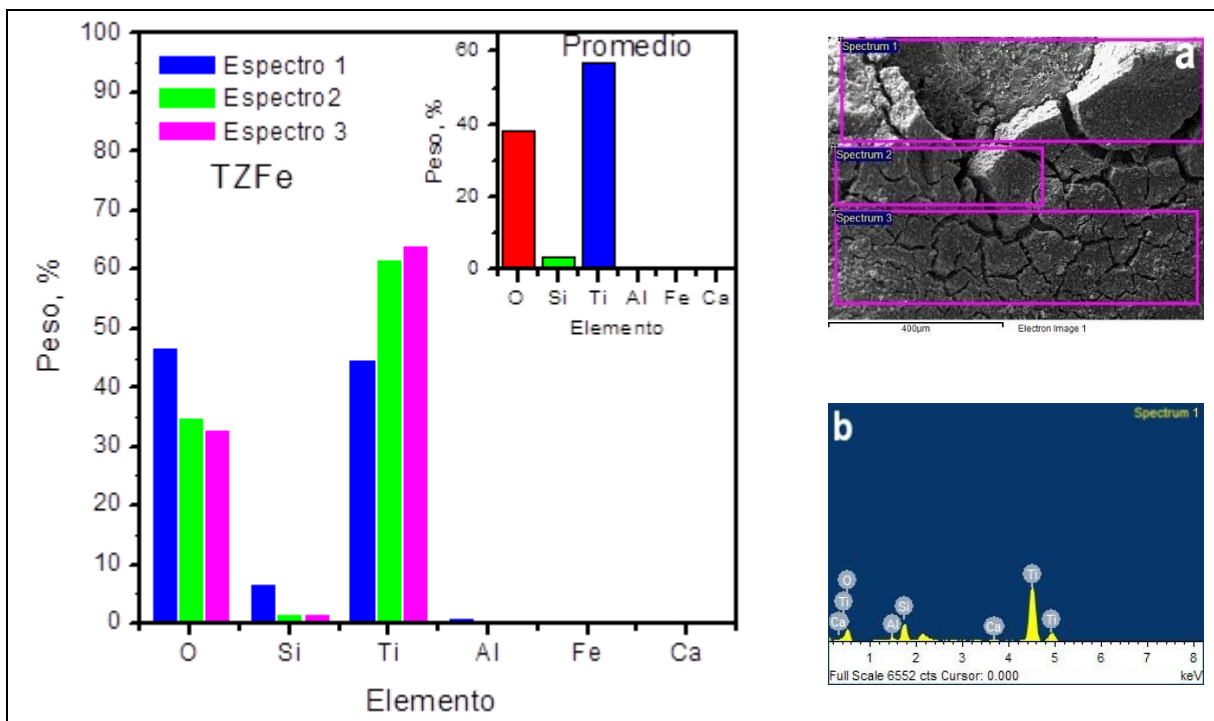 100
90
80
70
60
50
40
30
20
10
0
Peso, %
Espectro 1
Espectro2
Espectro 3
TZFe
O Si Ti Al Fe Ca
Elemento
Promedio
60
40
20
0
Peso, %
O Si Ti Al Fe Ca
Elemento
Spectrum 1
a
Spectrum 2
Spectrum 3
400µm Electron Image 1
Spectrum 1
b
O
Ti
Ca
Al
Si
Ca
Ti
Ti
1 2 3 4 5 6 7 8
Full Scale 6552 cts Cursor: 0.000 keV